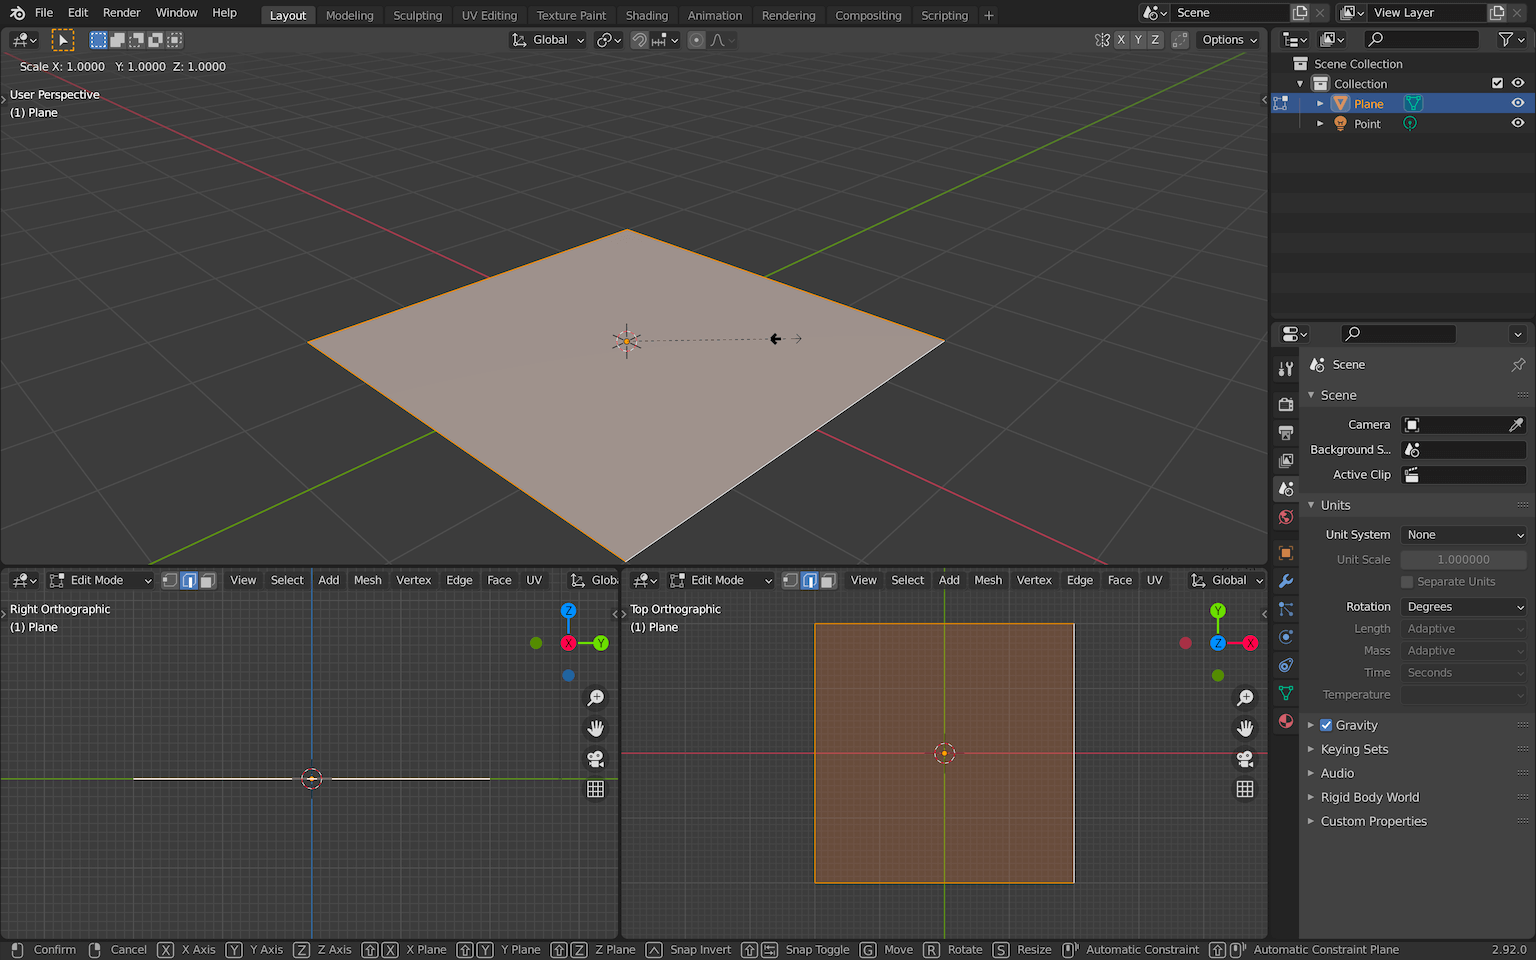 File Edit Render Window Help Layout Modeling Sculpting UV Editing Texture Paint Shading Animation Rendering Compositing Scripting + Scene View Layer
Global X Y Z Options
Scale X: 1.0000 Y: 1.0000 Z: 1.0000
User Perspective
(1) Plane
Scene Collection
Collection
Plane
Point
Scene
Scene
Camera
Background S...
Active Clip
Units
Unit System None
Unit Scale 1.000000
Separate Units
Rotation Degrees
Length Adaptive
Mass Adaptive
Time Seconds
Temperature
Gravity
Keying Sets
Audio
Rigid Body World
Custom Properties
Edit Mode View Select Add Mesh Vertex Edge Face UV Globa
Right Orthographic
(1) Plane
Z
X Y
Edit Mode View Select Add Mesh Vertex Edge Face UV Global
Top Orthographic
(1) Plane
Y
Z X
Confirm Cancel X X Axis Y Y Axis Z Z Axis X X Plane Y Y Plane Z Z Plane Snap Invert Snap Toggle G Move R Rotate S Resize Automatic Constraint Automatic Constraint Plane 2.92.0